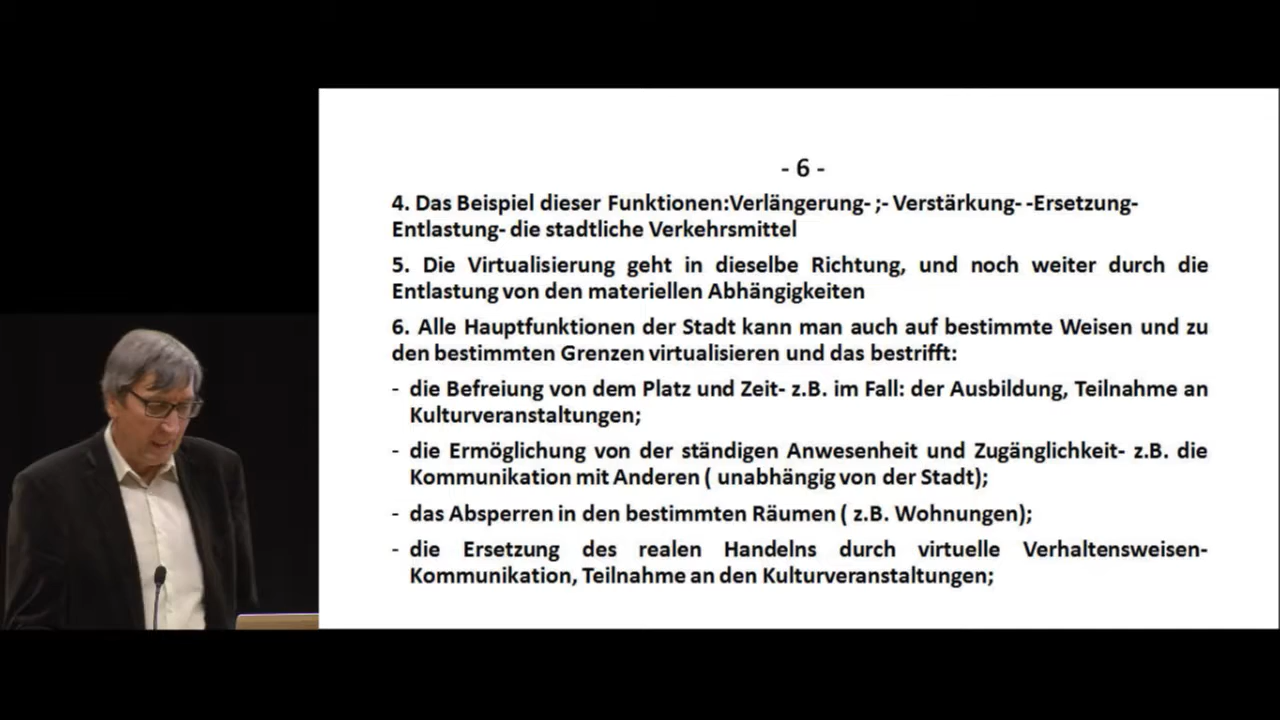 - 6 -
4. Das Beispiel dieser Funktionen:Verlängerung- ;- Verstärkung- -Ersetzung-
Entlastung- die stadtliche Verkehrsmittel
5. Die Virtualisierung geht in dieselbe Richtung, und noch weiter durch die
Entlastung von den materiellen Abhängigkeiten
6. Alle Hauptfunktionen der Stadt kann man auch auf bestimmte Weisen und zu
den bestimmten Grenzen virtualisieren und das bestrifft:
- die Befreiung von dem Platz und Zeit- z.B. im Fall: der Ausbildung, Teilnahme an
Kulturveranstaltungen;
- die Ermöglichung von der ständigen Anwesenheit und Zugänglichkeit- z.B. die
Kommunikation mit Anderen ( unabhängig von der Stadt);
- das Absperren in den bestimmten Räumen ( z.B. Wohnungen);
- die Ersetzung des realen Handelns durch virtuelle Verhaltensweisen-
Kommunikation, Teilnahme an den Kulturveranstaltungen;